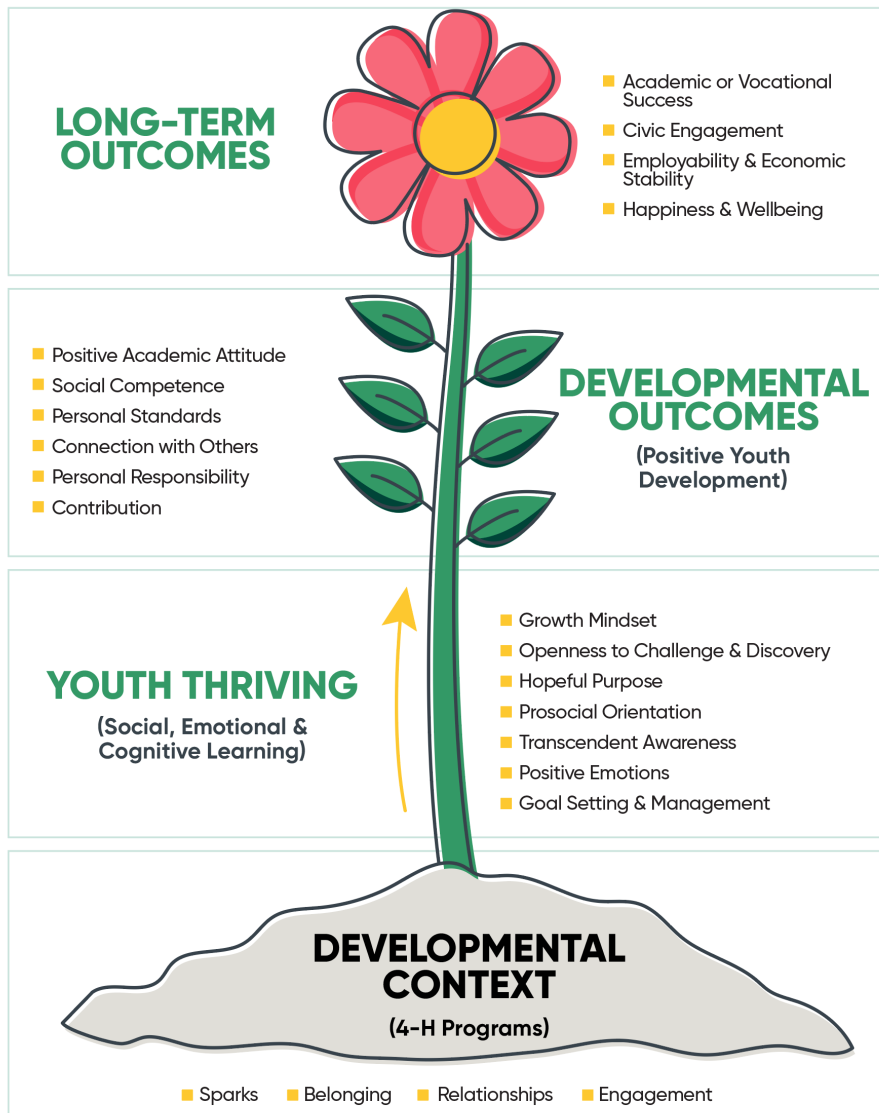 LONG-TERM
OUTCOMES
Academic or Vocational
Success
Civic Engagement
Employability & Economic
Stability
Happiness & Wellbeing
Positive Academic Attitude
Social Competence
Personal Standards
Connection with Others
Personal Responsibility
Contribution
DEVELOPMENTAL
OUTCOMES
(Positive Youth
Development)
YOUTH THRIVING
(Social, Emotional &
Cognitive Learning)
Growth Mindset
Openness to Challenge & Discovery
Hopeful Purpose
Prosocial Orientation
Transcendent Awareness
Positive Emotions
Goal Setting & Management
DEVELOPMENTAL
CONTEXT
(4-H Programs)
Sparks Belonging Relationships Engagement